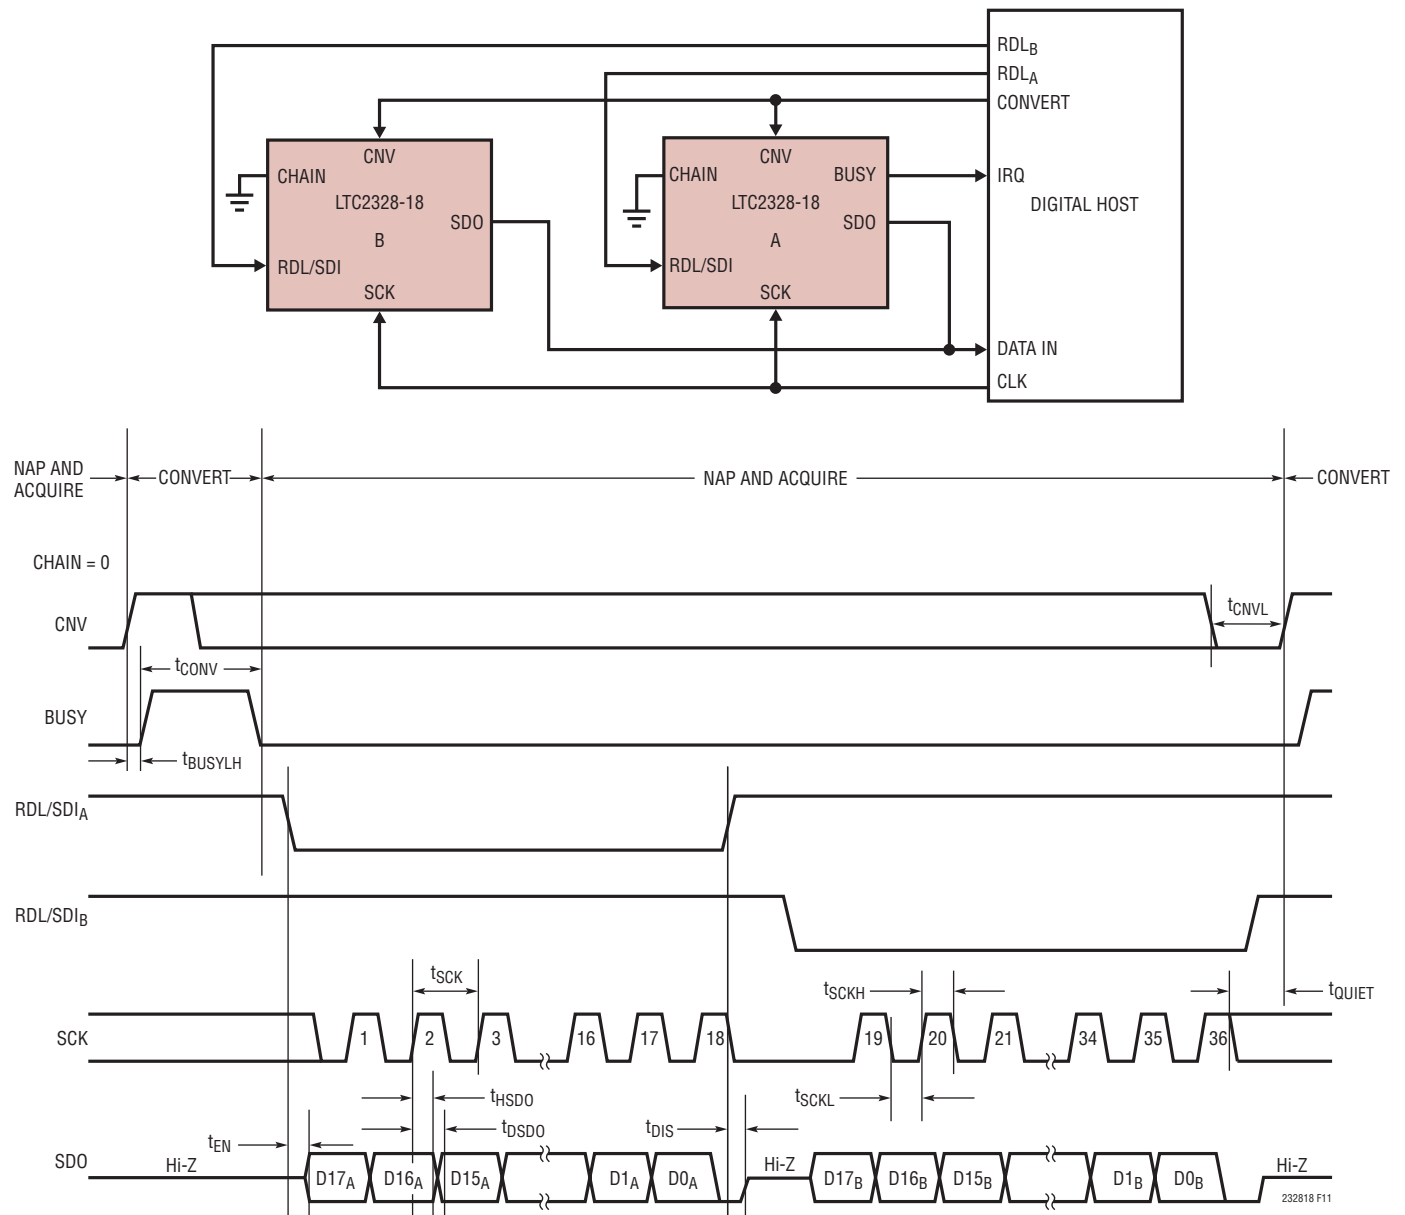 RDLB
RDLA
CONVERT
CNV
CNV
CHAIN
CHAIN
BUSY
IRQ
LTC2328-18
LTC2328-18
DIGITAL HOST
SDO
SDO
B
A
RDL/SDI
RDL/SDI
SCK
SCK
DATA IN
CLK
NAP AND
ACQUIRE
CONVERT
NAP AND ACQUIRE
CONVERT
CHAIN = 0
CNV
tCNVL
tCONV
BUSY
tBUSYLH
RDL/SDIA
RDL/SDIB
tSCK
tSCKH
tQUIET
SCK
1 2 3 16 17 18 19 20 21 34 35 36
tHSDO
tSCKL
tEN
tDSDO
tDIS
SDO
Hi-Z
D17A D16A D15A D1A D0A
Hi-Z
D17B D16B D15B D1B D0B
Hi-Z
232818 F11